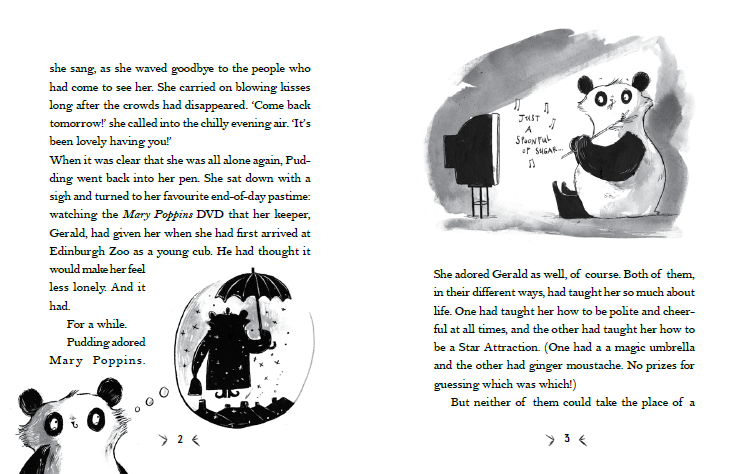 she sang, as she waved goodbye to the people who
had come to see her. She carried on blowing kisses
long after the crowds had disappeared. ‘Come back
tomorrow!’ she called into the chilly evening air. ‘It’s
been lovely having you!’
When it was clear that she was all alone again, Pud-
ding went back into her pen. She sat down with a
sigh and turned to her favourite end-of-day pastime:
watching the Mary Poppins DVD that her keeper,
Gerald, had given her when she had first arrived at
Edinburgh Zoo as a young cub. He had thought it
would make her feel
less lonely. And it
had.
For a while.
Pudding adored
Mary Poppins.
2
JUST
A
SPOONFUL
OF SUGAR...
She adored Gerald as well, of course. Both of them,
in their different ways, had taught her so much about
life. One had taught her how to be polite and cheer-
ful at all times, and the other had taught her how to
be a Star Attraction. (One had a a magic umbrella
and the other had ginger moustache. No prizes for
guessing which was which!)
But neither of them could take the place of a
3